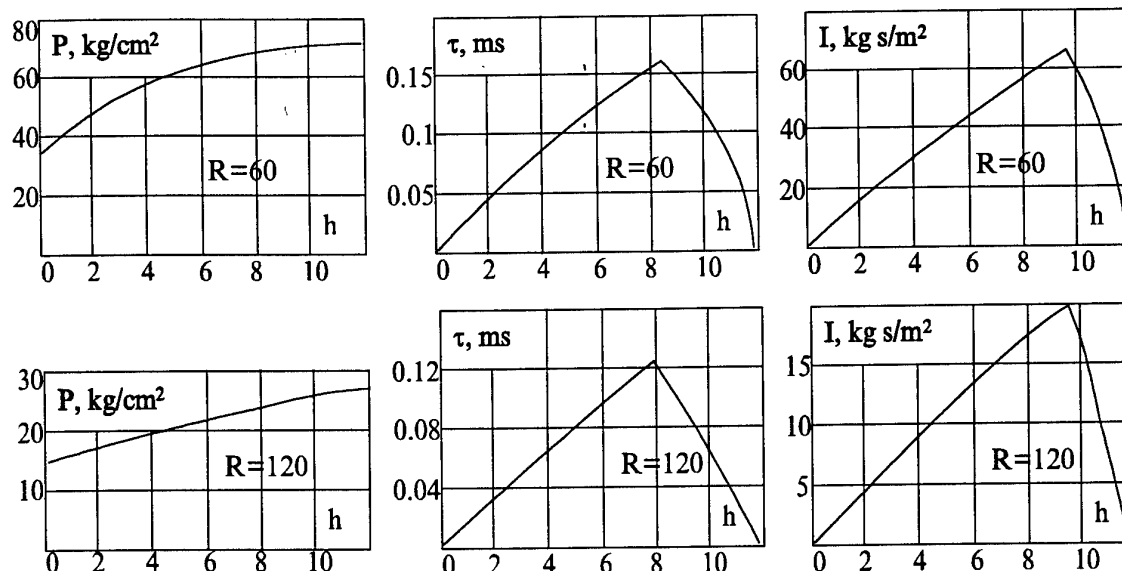 80
P, kg/cm²
60
40
R=60
20
h
0 2 4 6 8 10
τ, ms
0.15
0.1
R=60
0.05
h
0 2 4 6 8 10
I, kg s/m²
60
40
R=60
20
h
0 2 4 6 8 10
30
P, kg/cm²
20
R=120
10
h
0 2 4 6 8 10
τ, ms
0.12
0.08
R=120
0.04
h
0 2 4 6 8 10
I, kg s/m²
15
10
R=120
5
h
0 2 4 6 8 10